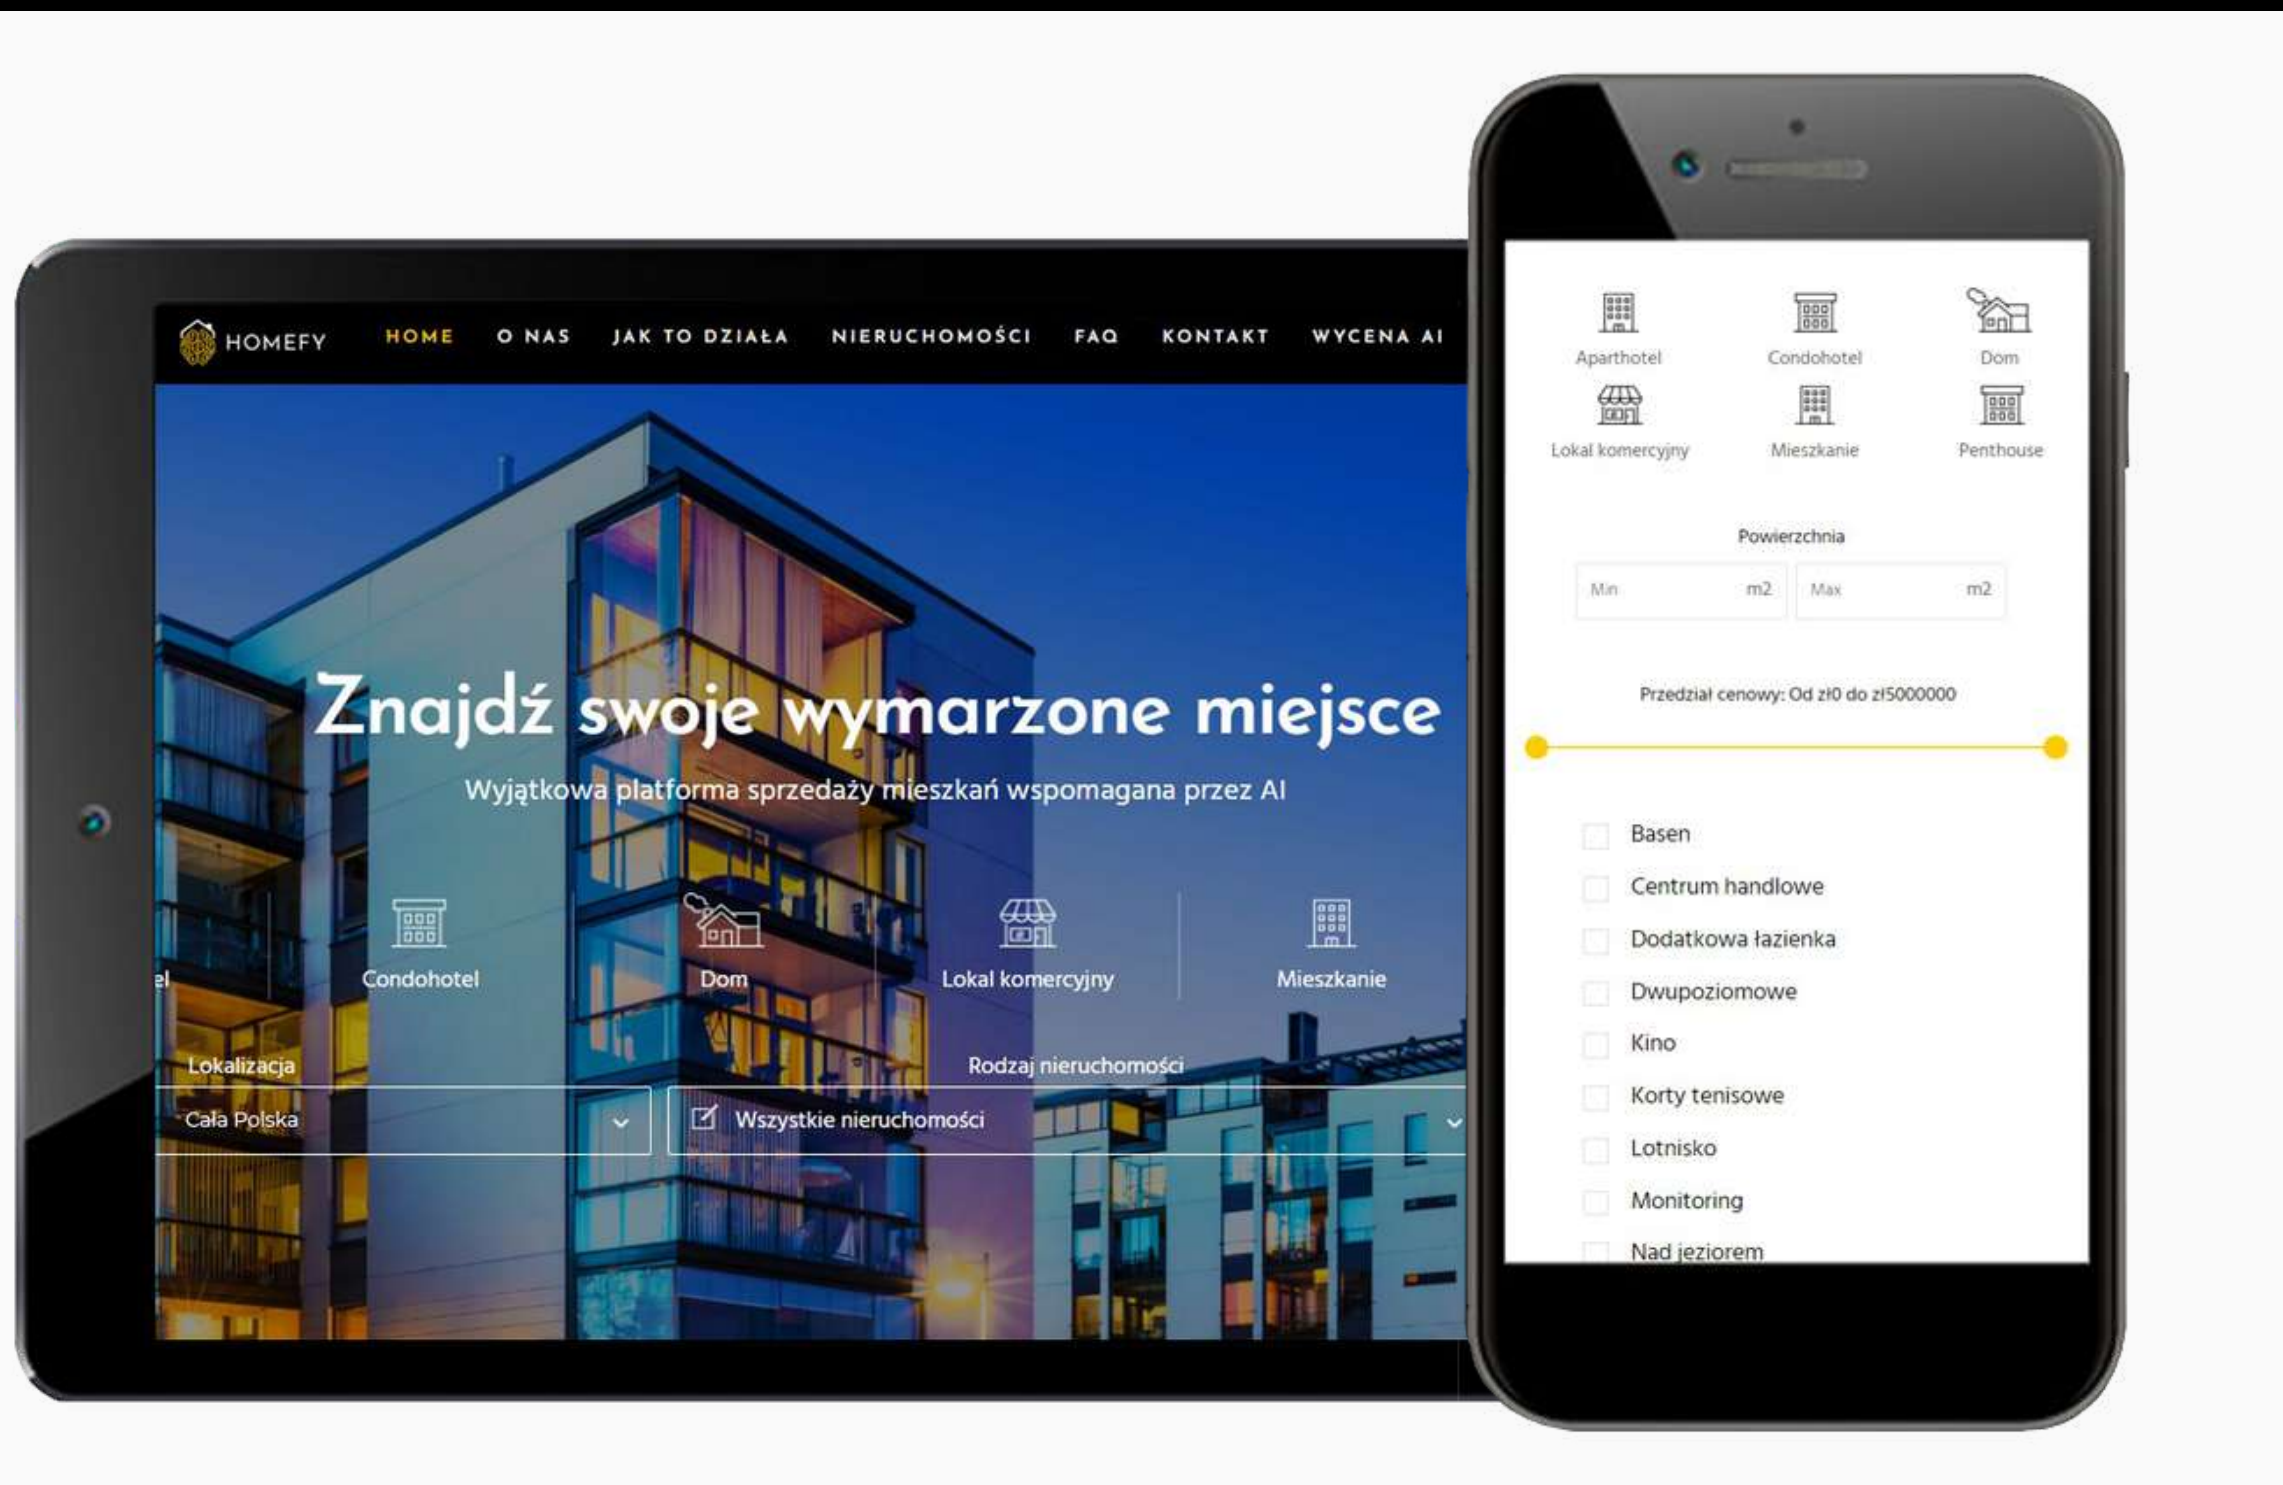 HOMEFY HOME O NAS JAK TO DZIAŁA NIERUCHOMOŚCI FAQ KONTAKT WYCENA AI
Znajdź swoje wymarzone miejsce
Wyjątkowa platforma sprzedaży mieszkań wspomagana przez AI
el Condohotel Dom Lokal komercyjny Mieszkanie
Lokalizacja Rodzaj nieruchomości
Cała Polska Wszystkie nieruchomości
Aparthotel Condohotel Dom
Lokal komercyjny Mieszkanie Penthouse
Powierzchnia
Min m2 Max m2
Przedział cenowy: Od zł0 do zł5000000
Basen
Centrum handlowe
Dodatkowa łazienka
Dwupoziomowe
Kino
Korty tenisowe
Lotnisko
Monitoring
Nad jeziorem